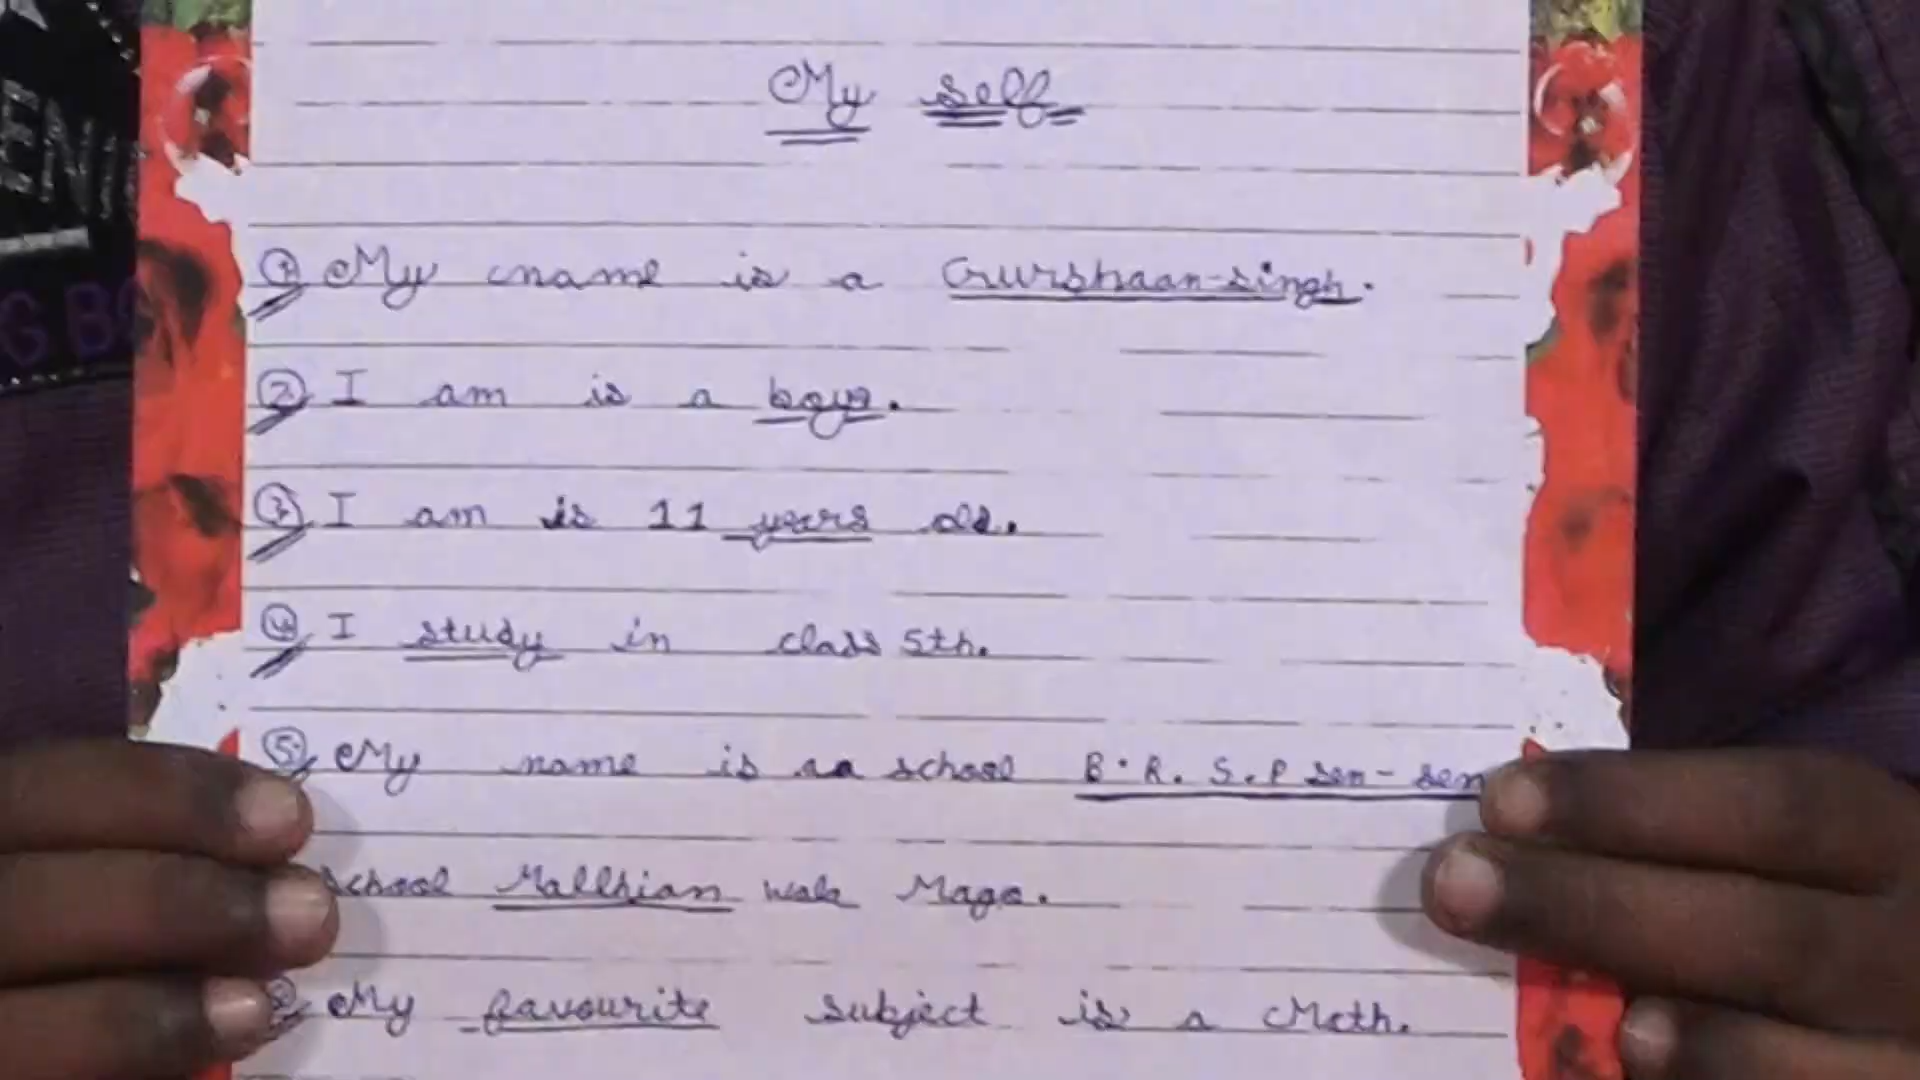 My self
① My name is a Gurshaan-singh.
② I am is a boys.
③ I am is 11 years old.
④ I study in class 5th.
⑤ My name is aa school B.R. S.P sen-sen
school Mallhian wala Maga.
My favourite subject is a Math.